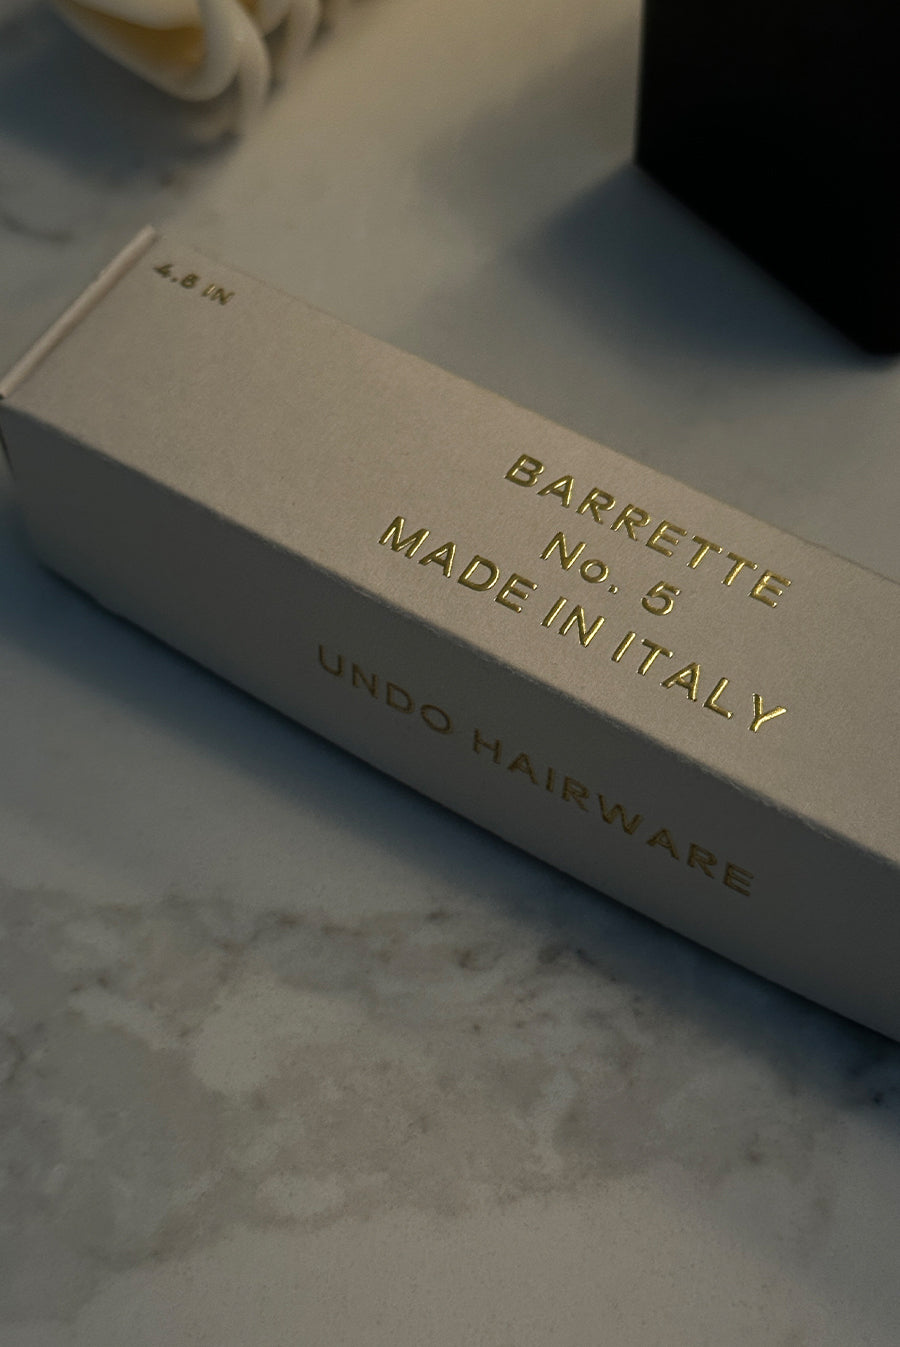 4.8 IN
BARRETTE
No. 5
MADE IN ITALY
UNDO HAIRWARE